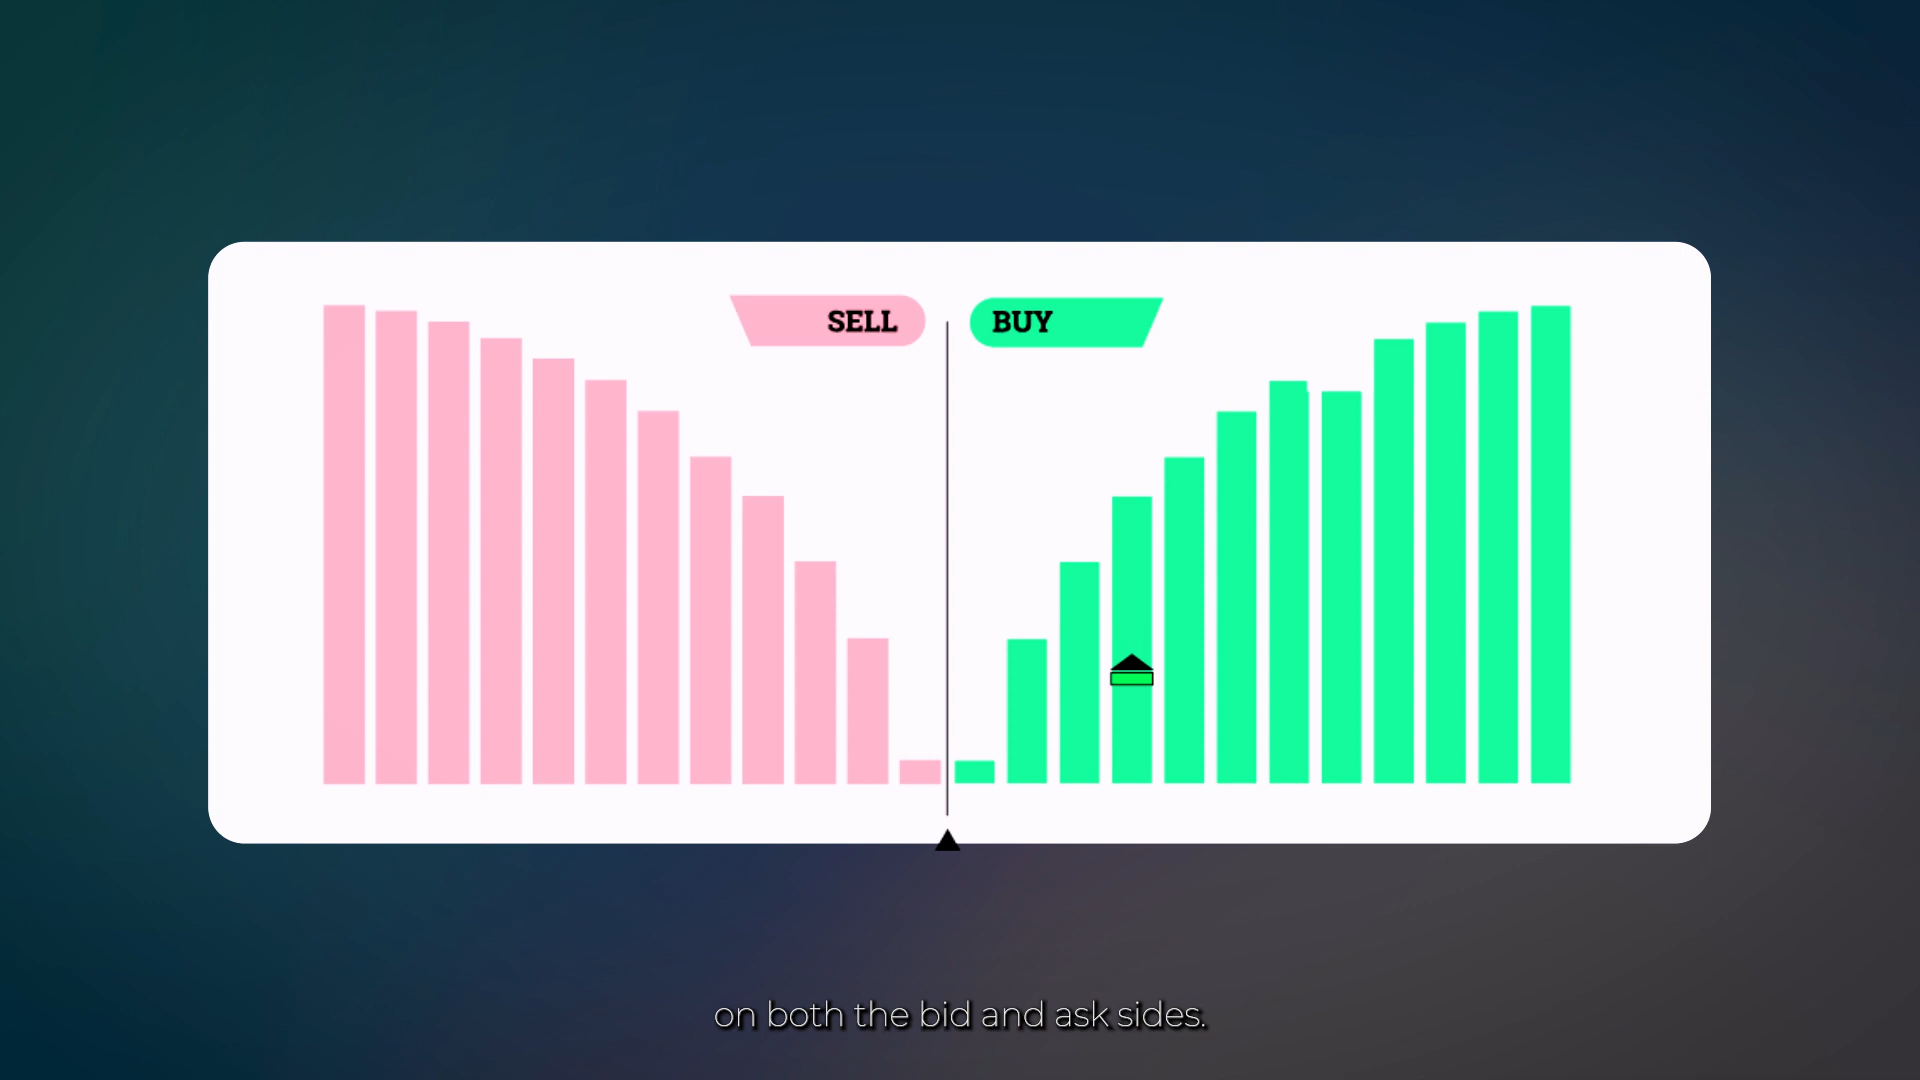 SELL
BUY
on both the bid and ask sides.